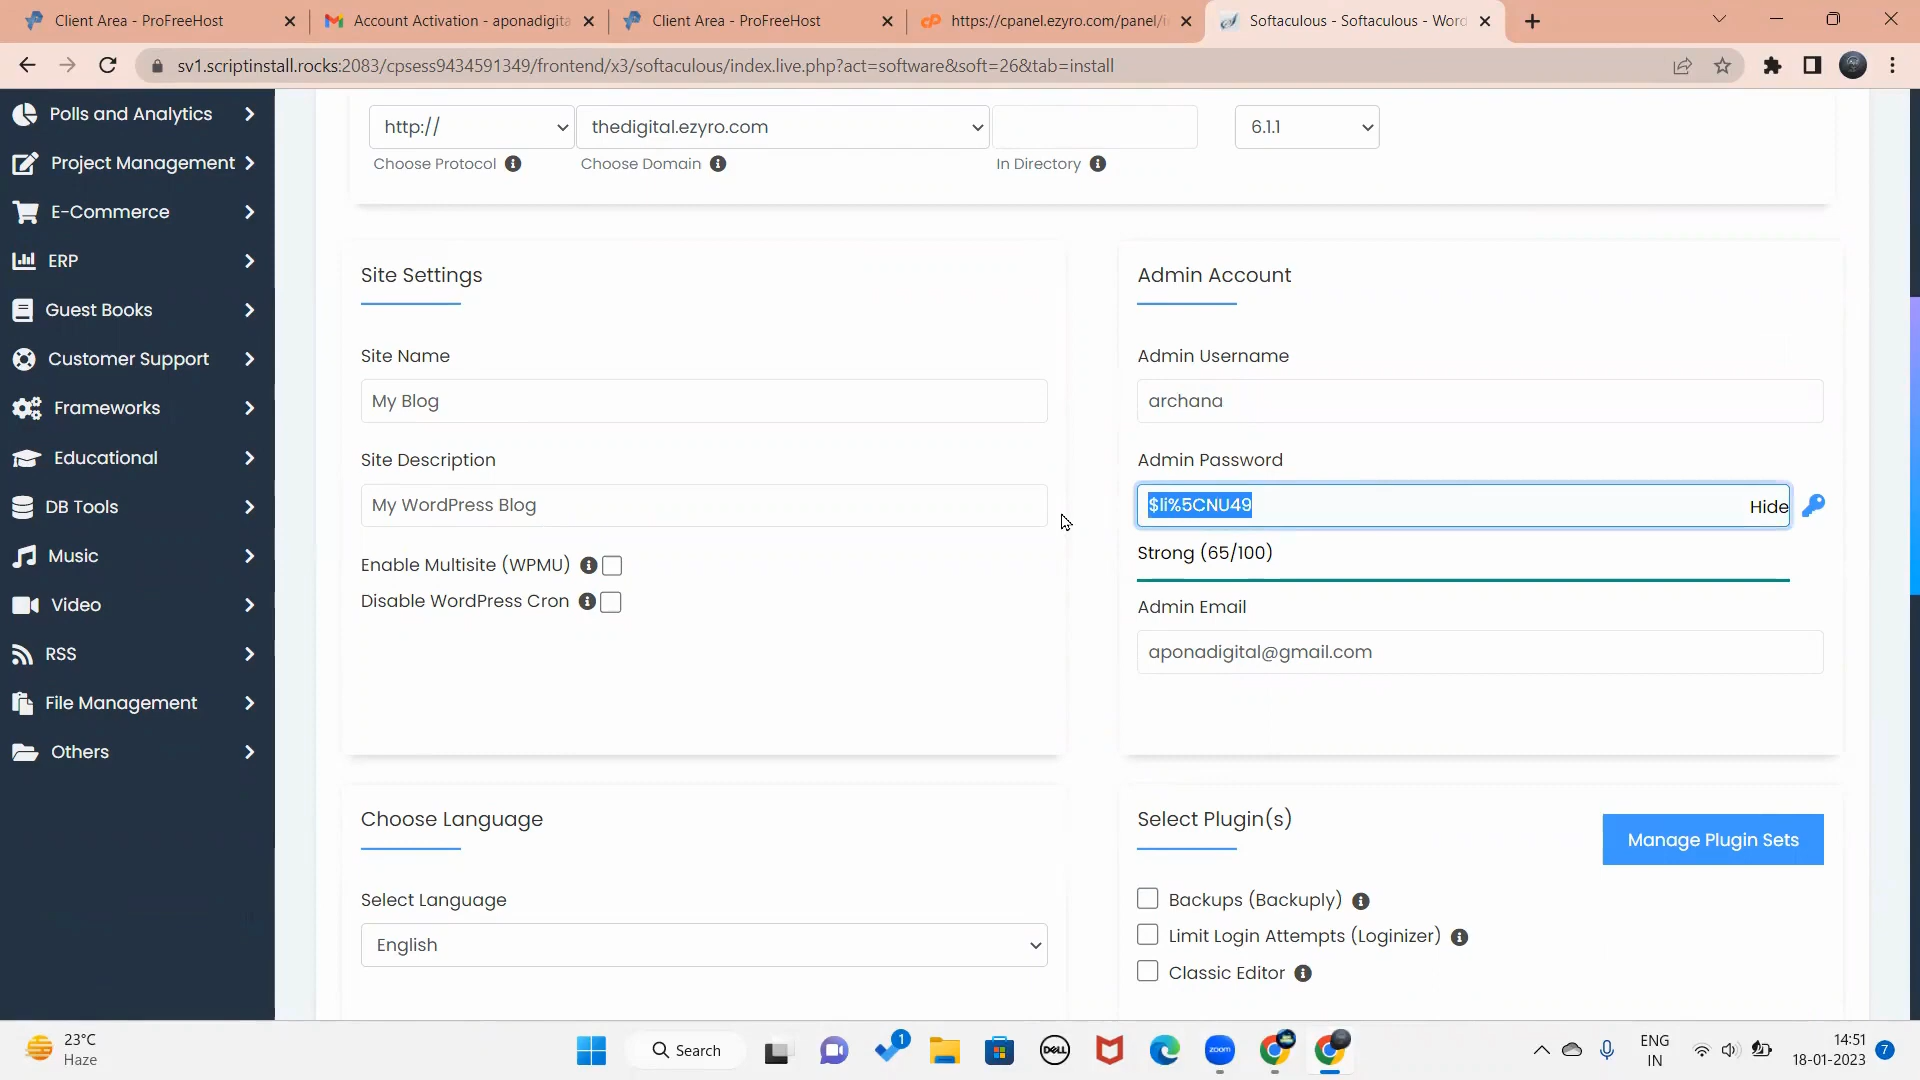 Client Area - ProFreeHost
Account Activation - aponadigita
Client Area - ProFreeHost
https://cpanel.ezyro.com/panel/i
Softaculous - Softaculous - Word
sv1.scriptinstall.rocks:2083/cpsess9434591349/frontend/x3/softaculous/index.live.php?act=software&soft=26&tab=install
Polls and Analytics
Project Management
E-Commerce
ERP
Guest Books
Customer Support
Frameworks
Educational
DB Tools
Music
Video
RSS
File Management
Others
http://
thedigital.ezyro.com
6.1.1
Choose Protocol
Choose Domain
In Directory
Site Settings
Site Name
My Blog
Site Description
My WordPress Blog
Enable Multisite (WPMU)
Disable WordPress Cron
Admin Account
Admin Username
archana
Admin Password
$li%5CNU49
Hide
Strong (65/100)
Admin Email
aponadigital@gmail.com
Choose Language
Select Language
English
Select Plugin(s)
Manage Plugin Sets
Backups (Backuply)
Limit Login Attempts (Loginizer)
Classic Editor
23°C
Haze
Search
1
DELL
zoom
ENG
IN
14:51
18-01-2023
7